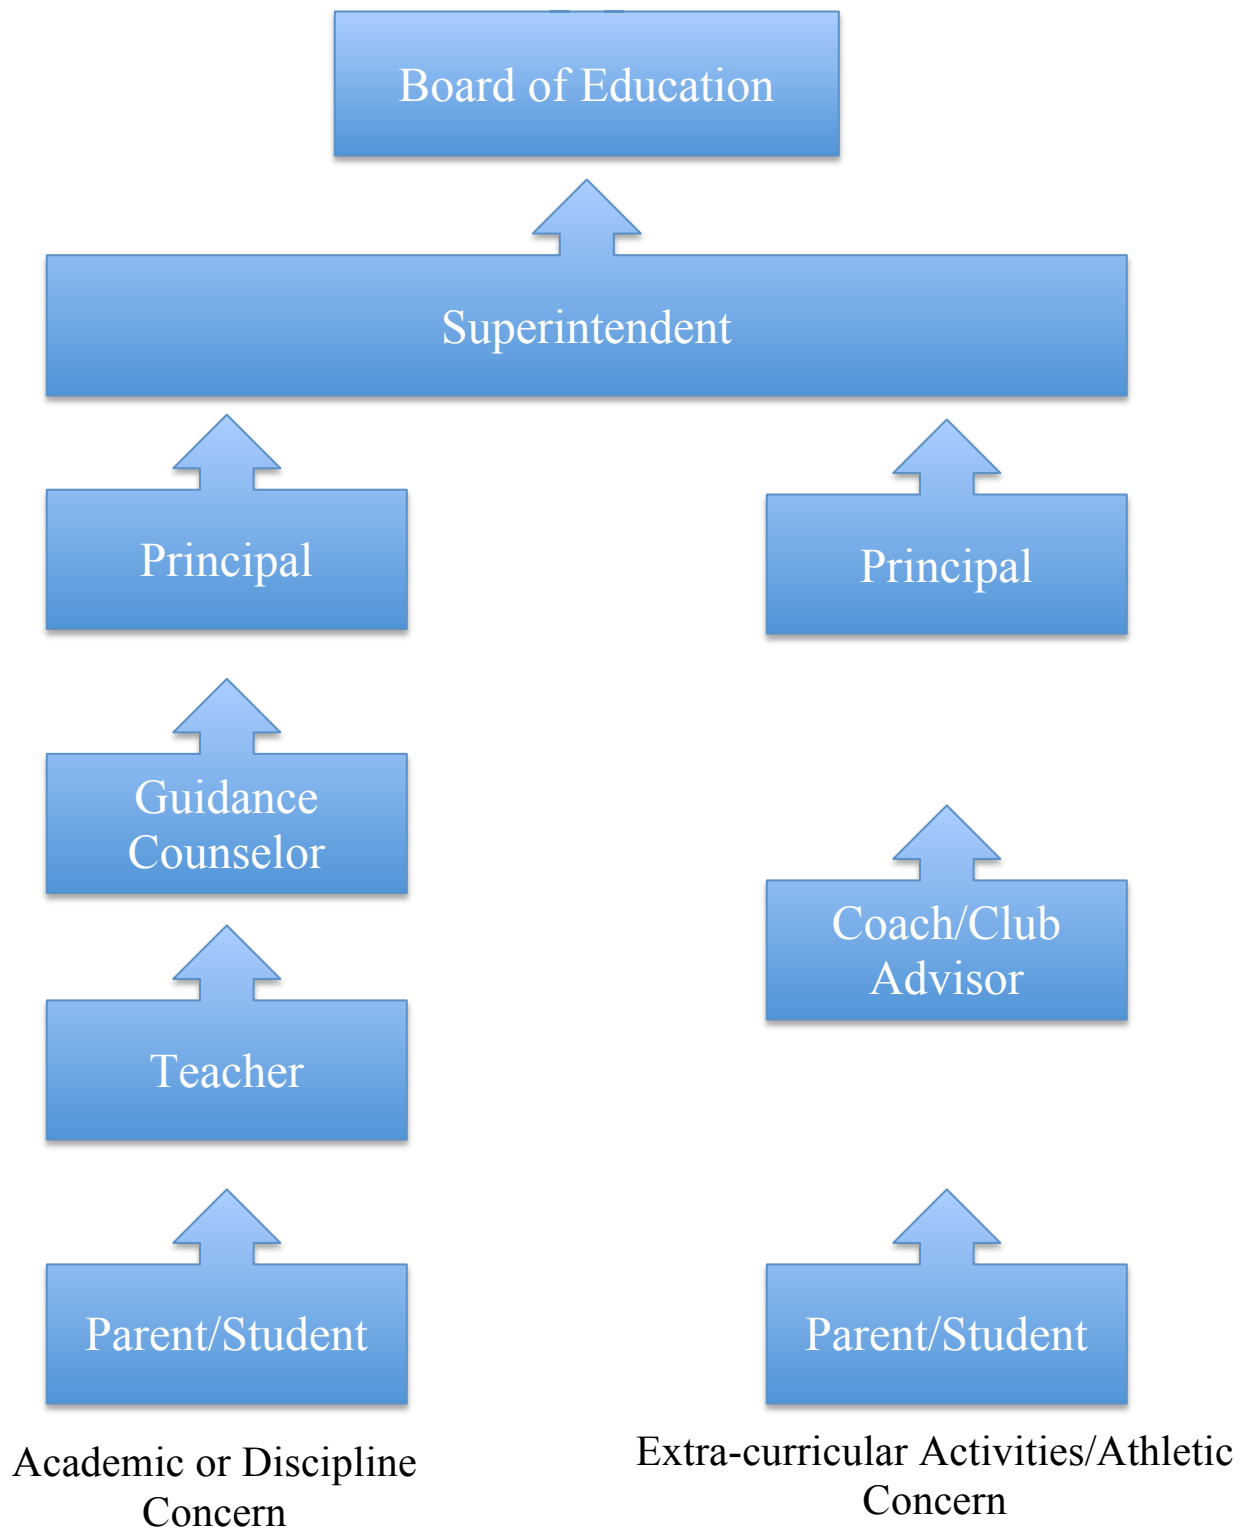 Board of Education
Superintendent
Principal
Principal
Guidance
Counselor
Coach/Club
Advisor
Teacher
Parent/Student
Parent/Student
Academic or Discipline
Concern
Extra-curricular Activities/Athletic
Concern